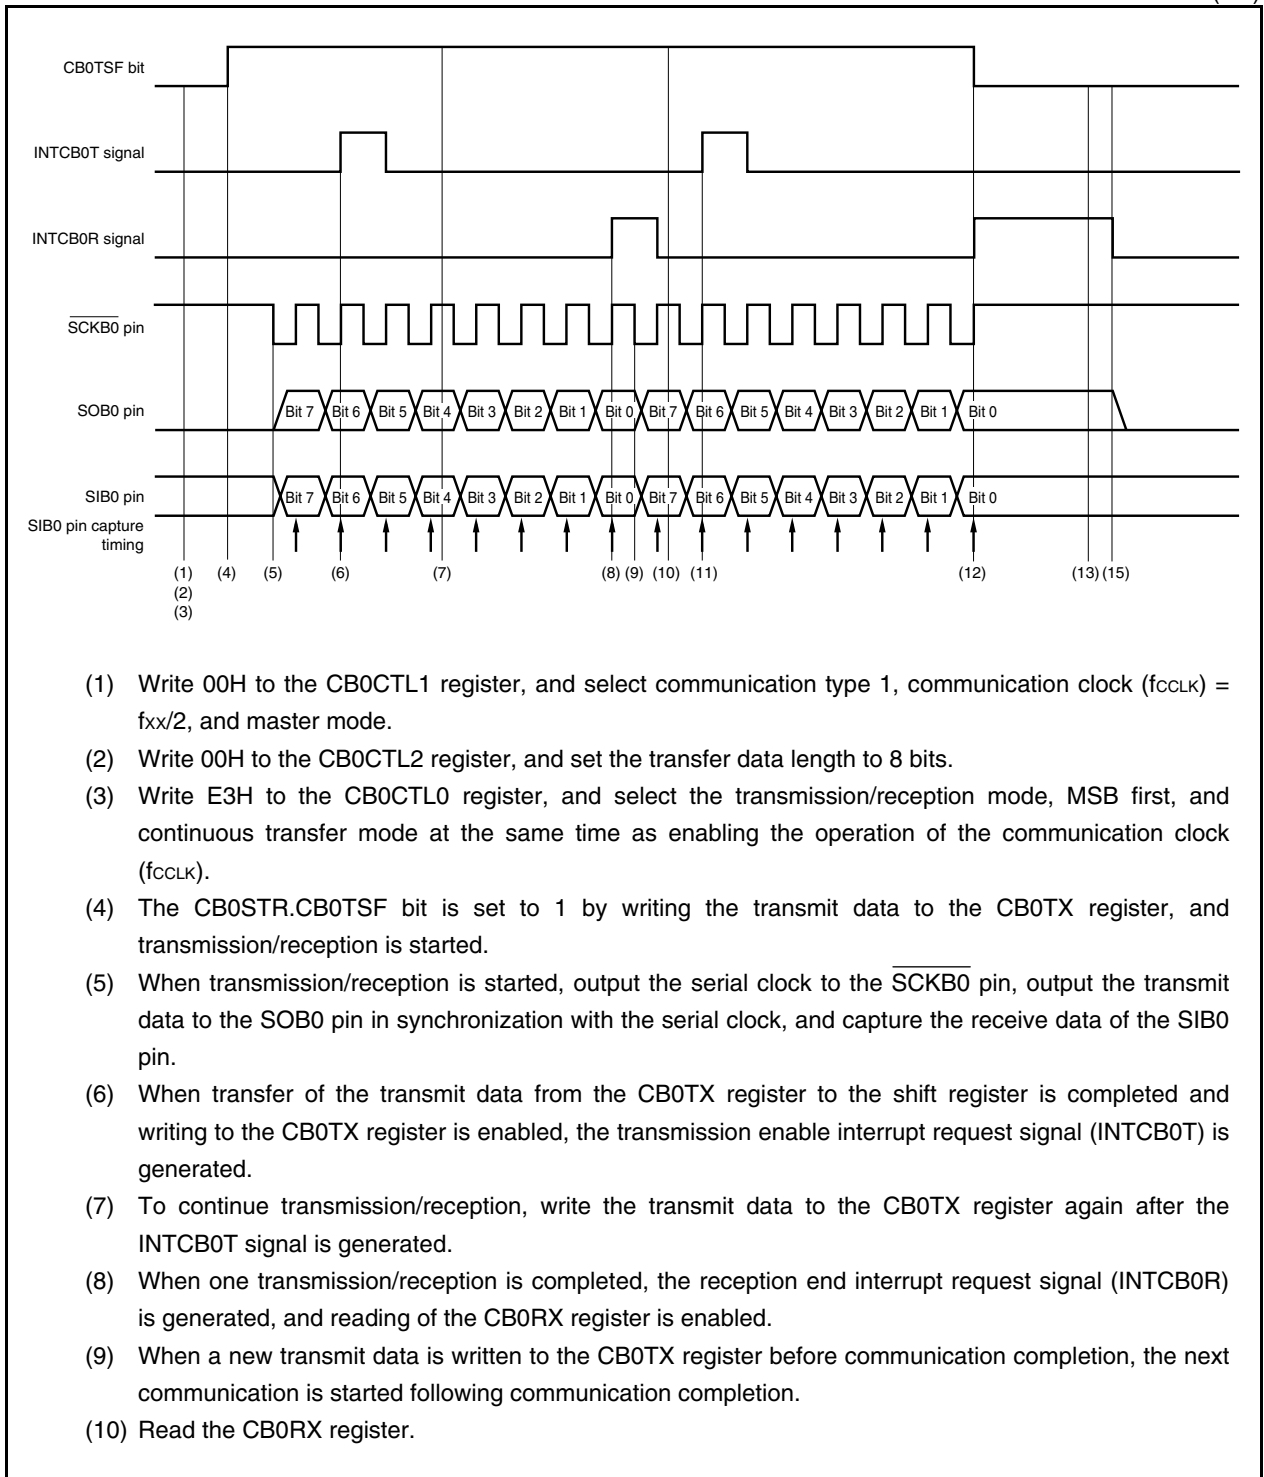 CB0TSF bit
INTCB0T signal
INTCB0R signal
SCKB0 pin
SOB0 pin
Bit 7 Bit 6 Bit 5 Bit 4 Bit 3 Bit 2 Bit 1 Bit 0 Bit 7 Bit 6 Bit 5 Bit 4 Bit 3 Bit 2 Bit 1 Bit 0
SIB0 pin
Bit 7 Bit 6 Bit 5 Bit 4 Bit 3 Bit 2 Bit 1 Bit 0 Bit 7 Bit 6 Bit 5 Bit 4 Bit 3 Bit 2 Bit 1 Bit 0
SIB0 pin capture
timing
(1) (4) (5) (6) (7) (8) (9) (10) (11) (12) (13) (15)
(2)
(3)
(1) Write 00H to the CB0CTL1 register, and select communication type 1, communication clock (fCCLK) =
fXX/2, and master mode.
(2) Write 00H to the CB0CTL2 register, and set the transfer data length to 8 bits.
(3) Write E3H to the CB0CTL0 register, and select the transmission/reception mode, MSB first, and
continuous transfer mode at the same time as enabling the operation of the communication clock
(fCCLK).
(4) The CB0STR.CB0TSF bit is set to 1 by writing the transmit data to the CB0TX register, and
transmission/reception is started.
(5) When transmission/reception is started, output the serial clock to the SCKB0 pin, output the transmit
data to the SOB0 pin in synchronization with the serial clock, and capture the receive data of the SIB0
pin.
(6) When transfer of the transmit data from the CB0TX register to the shift register is completed and
writing to the CB0TX register is enabled, the transmission enable interrupt request signal (INTCB0T) is
generated.
(7) To continue transmission/reception, write the transmit data to the CB0TX register again after the
INTCB0T signal is generated.
(8) When one transmission/reception is completed, the reception end interrupt request signal (INTCB0R)
is generated, and reading of the CB0RX register is enabled.
(9) When a new transmit data is written to the CB0TX register before communication completion, the next
communication is started following communication completion.
(10) Read the CB0RX register.